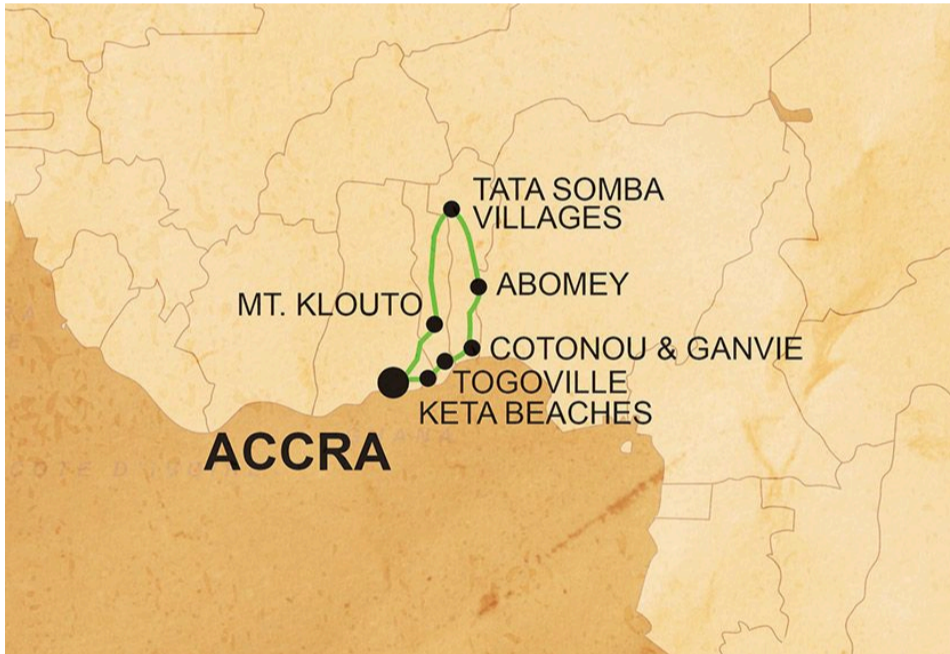 TATA SOMBA
VILLAGES
ABOMEY
MT. KLOUTO
COTONOU & GANVIE
TOGOVILLE
KETA BEACHES
ACCRA